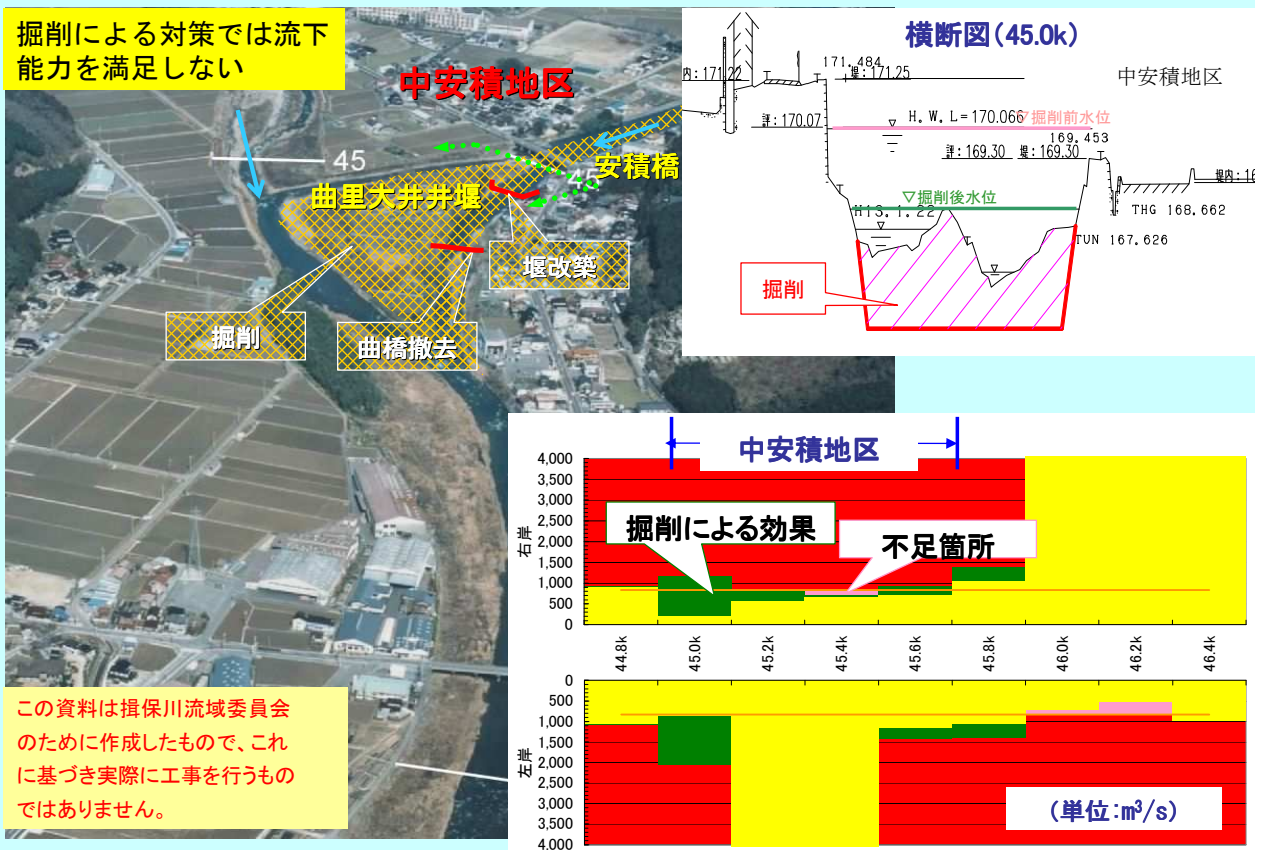 掘削による対策では流下
能力を満足しない
中安積地区
45
安積橋
曲里大井井堰
45
堰改築
掘削
曲橋撤去
この資料は揖保川流域委員会
のために作成したもので、これ
に基づき実際に工事を行うもの
ではありません。
横断図(45.0k)
中安積地区
171.484
内:171.22
堤:171.25
評:170.07
H.W.L=170.066
▽掘削前水位
169.453
評:169.30
堤:169.30
堤内:16
▽掘削後水位
H13.1.22
THG 168.662
TUN 167.626
掘削
中安積地区
掘削による効果
不足箇所
右岸
4,000
3,500
3,000
2,500
2,000
1,500
1,000
500
0
44.8k
45.0k
45.2k
45.4k
45.6k
45.8k
46.0k
46.2k
46.4k
左岸
0
500
1,000
1,500
2,000
2,500
3,000
3,500
4,000
(単位:m³/s)